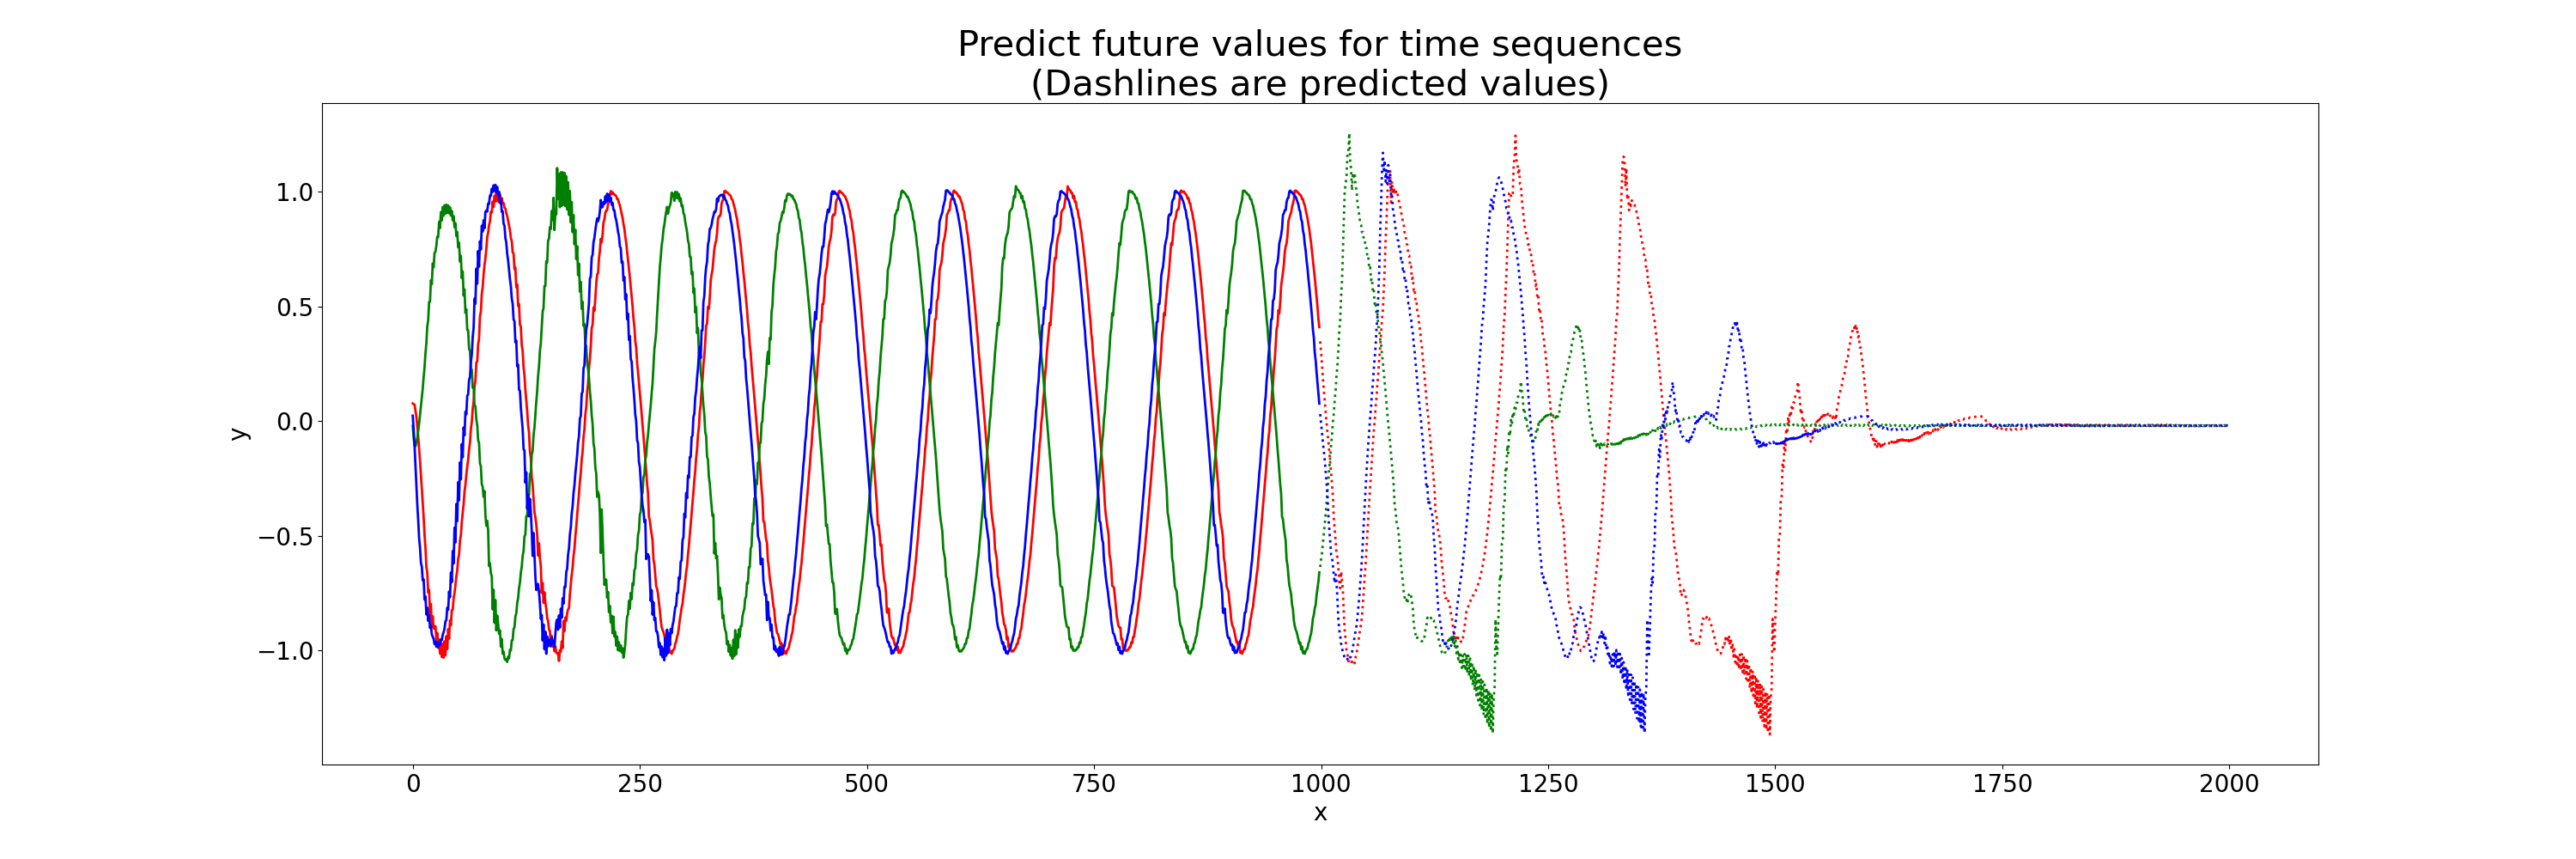 Predict future values for time sequences
(Dashlines are predicted values)
1.0
0.5
0.0
−0.5
−1.0
y
0 250 500 750 1000 1250 1500 1750 2000
x